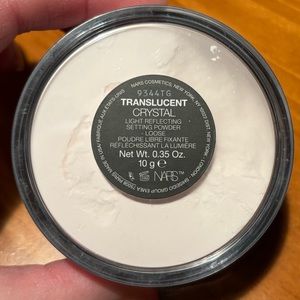 9344TG
TRANSLUCENT
CRYSTAL
LIGHT REFLECTING
SETTING POWDER
LOOSE
POUDRE LIBRE FIXANTE
RÉFLÉCHISSANT LA LUMIÈRE
Net Wt. 0.35 Oz.
10 g ℮
NARS
NARS COSMETICS, NEW YORK, NY